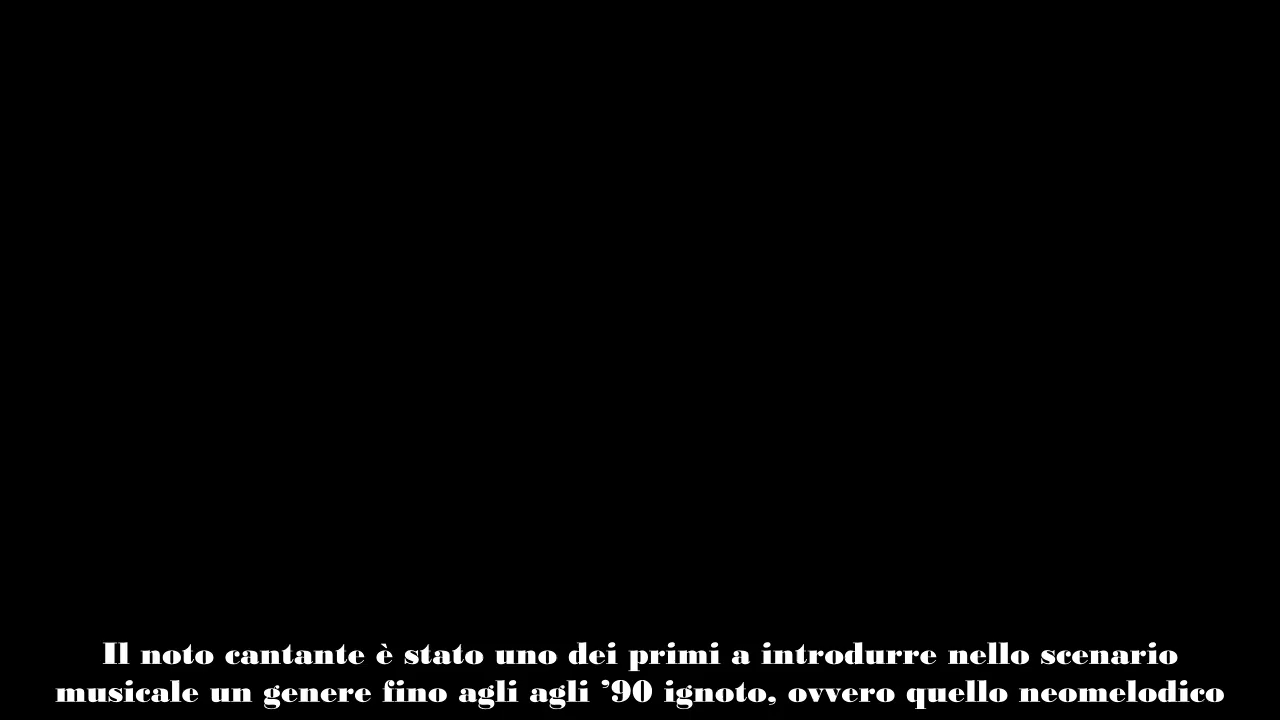 Il noto cantante è stato uno dei primi a introdurre nello scenario
musicale un genere fino agli agli ’90 ignoto, ovvero quello neomelodico